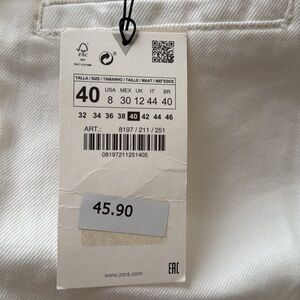 FSC
TALLA / SIZE / TAMANHO / TAILLE / MAAT / ΜΕΓΕΘΟΣ
40
USA MEX UK IT BR
8 30 12 44 40
32 34 36 38 40 42 44 46
ART.: 8197 / 211 / 251
08197211251405
45.90
www.zara.com
EAC